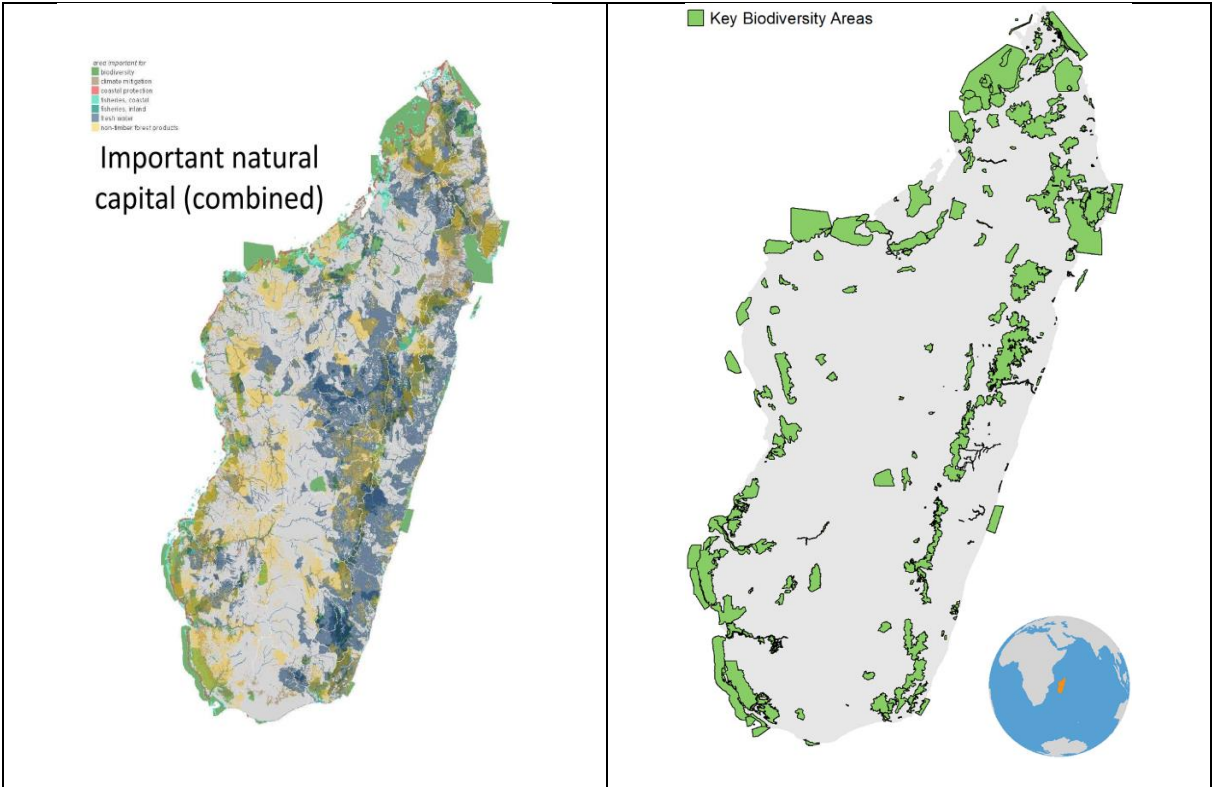 area important for
biodiversity
climate mitigation
coastal protection
fisheries, coastal
fisheries, inland
fresh water
non-timber forest products
Important natural
capital (combined)
Key Biodiversity Areas